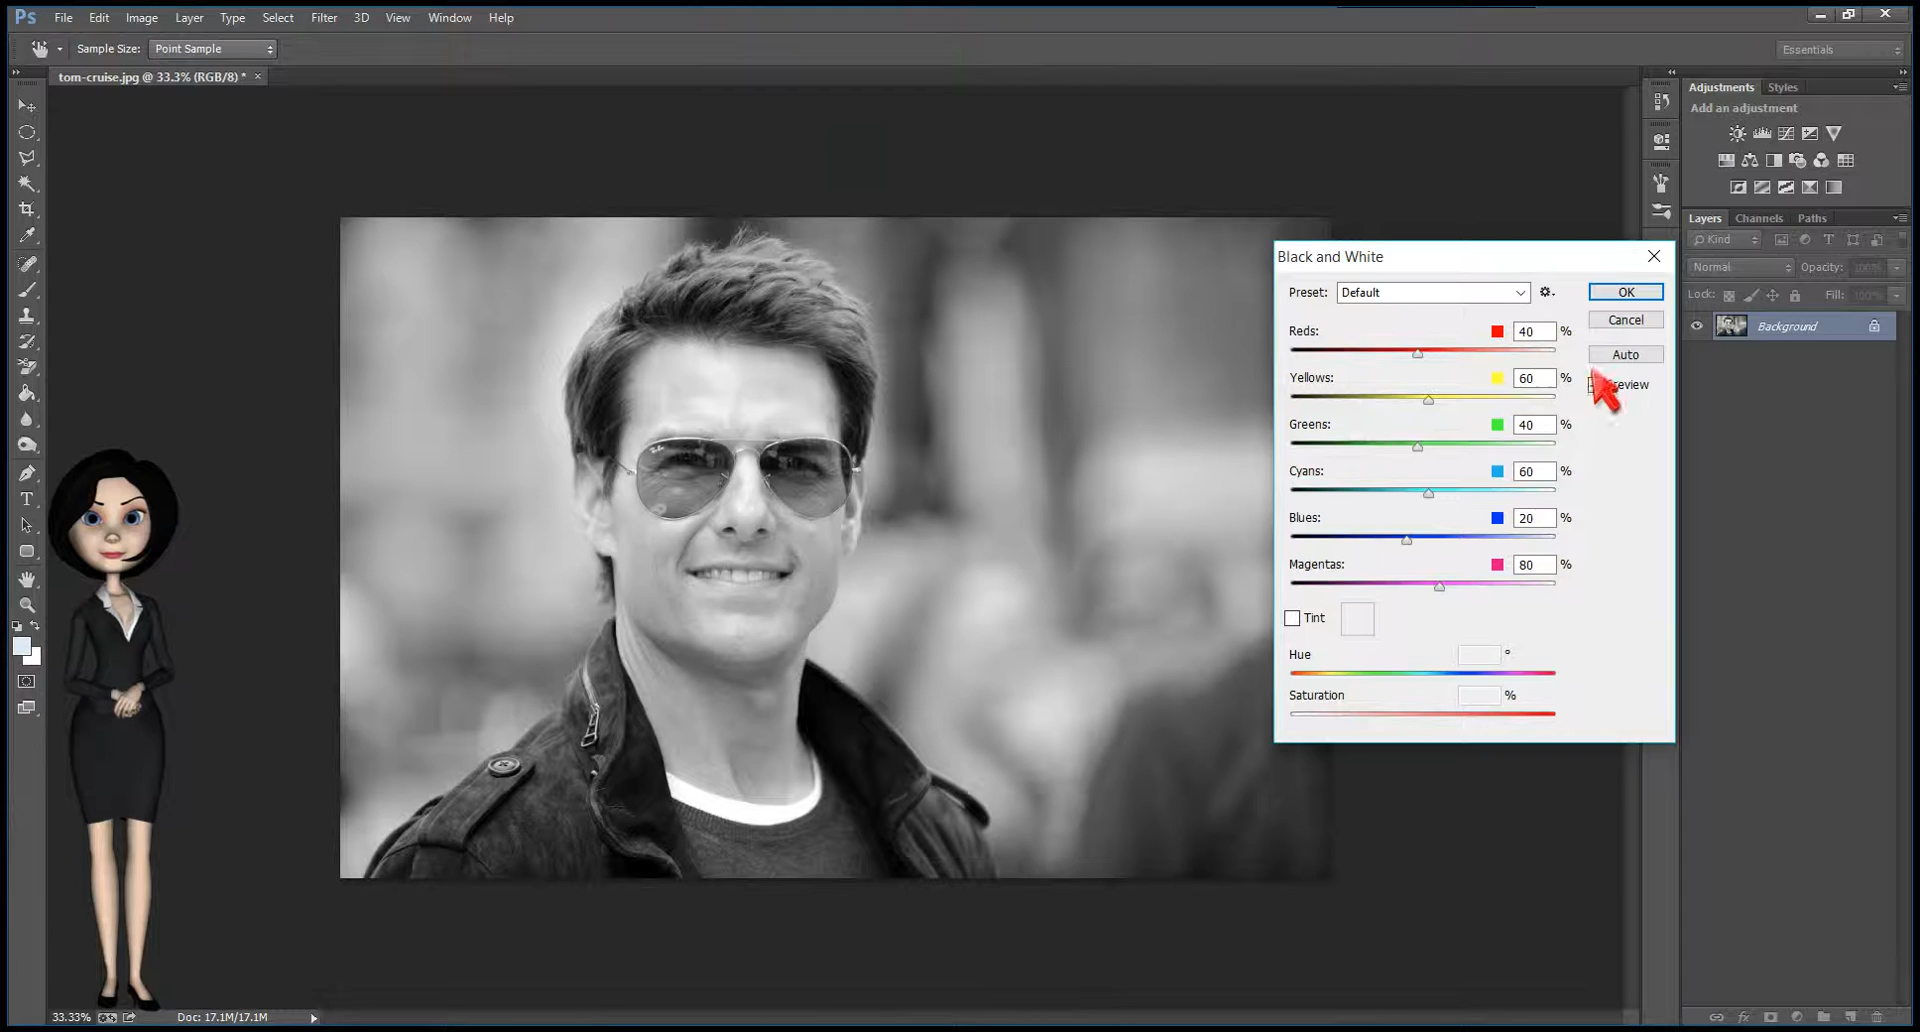 Ps File Edit Image Layer Type Select Filter 3D View Window Help
Sample Size: Point Sample Essentials
tom-cruise.jpg @ 33.3% (RGB/8) * ×
Adjustments Styles
Add an adjustment
Layers Channels Paths
Kind
Normal Opacity: 100%
Lock: Fill: 100%
Background
Black and White
Preset: Default OK
Cancel
Reds: 40 %
Auto
Yellows: 60 %
Greens: 40 %
Cyans: 60 %
Blues: 20 %
Magentas: 80 %
Tint
Hue °
Saturation %
33.33% Doc: 17.1M/17.1M